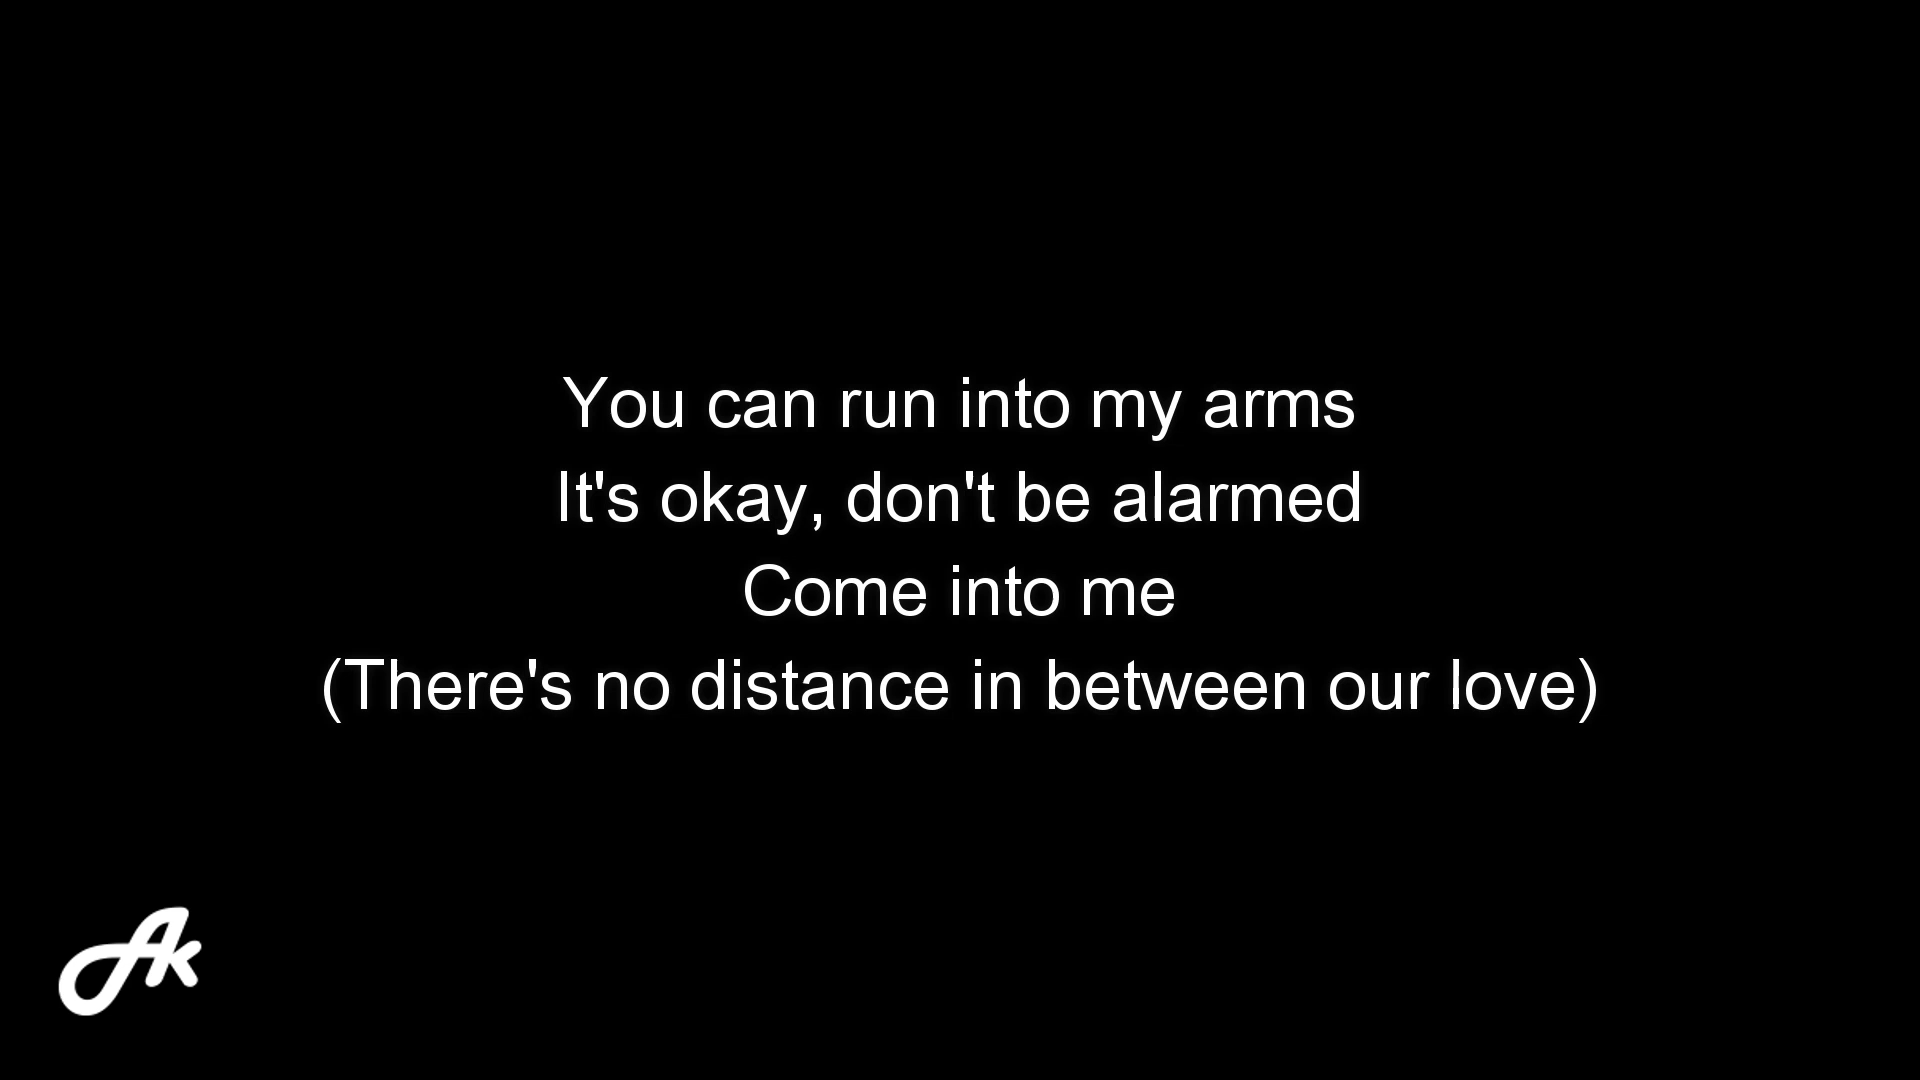 You can run into my arms
It's okay, don't be alarmed
Come into me
(There's no distance in between our love)
Ak